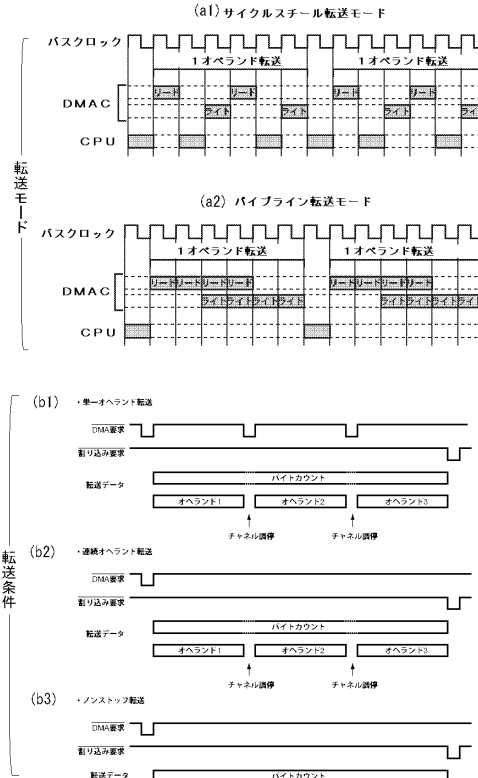 (a1) サイクルスチール転送モード
バスクロック
1オペランド転送 1オペランド転送
リード リード リード リード
DMAC
ライト ライト ライト ライ
CPU
転送モード
(a2) パイプライン転送モード
バスクロック
1オペランド転送 1オペランド転送
リード リード リード リード リード リード リード リード
DMAC
ライト ライト ライト ライト ライト ライト ライト ライ
CPU
(b1) ・単一オペランド転送
DMA要求
割り込み要求
バイトカウント
転送データ
オペランド1 オペランド2 オペランド3
チャネル調停 チャネル調停
転送条件
(b2) ・連続オペランド転送
DMA要求
割り込み要求
バイトカウント
転送データ
オペランド1 オペランド2 オペランド3
チャネル調停 チャネル調停
(b3) ・ノンストップ転送
DMA要求
割り込み要求
転送データ バイトカウント